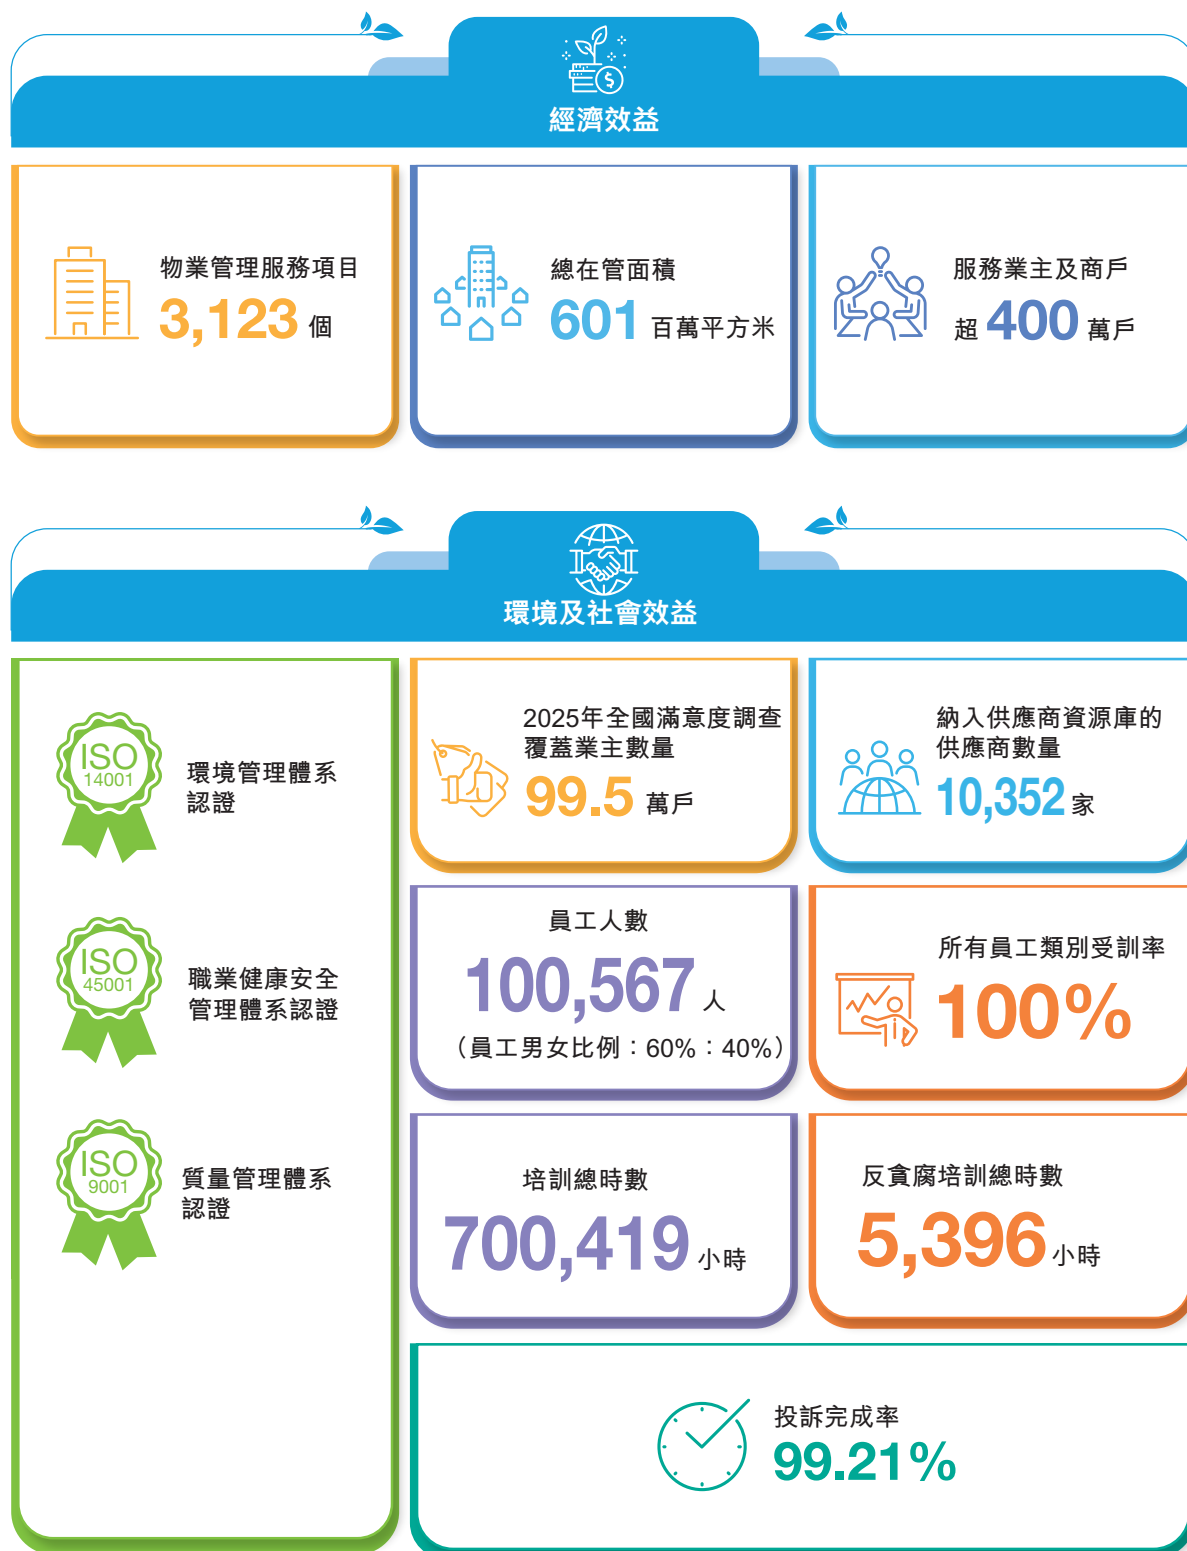 經濟效益
物業管理服務項目
3,123 個
總在管面積
601 百萬平方米
服務業主及商戶
超 400 萬戶
環境及社會效益
ISO
14001
環境管理體系
認證
ISO
45001
職業健康安全
管理體系認證
ISO
9001
質量管理體系
認證
2025年全國滿意度調查
覆蓋業主數量
99.5 萬戶
納入供應商資源庫的
供應商數量
10,352 家
員工人數
100,567 人
（員工男女比例：60%：40%）
所有員工類別受訓率
100%
培訓總時數
700,419 小時
反貪腐培訓總時數
5,396 小時
投訴完成率
99.21%